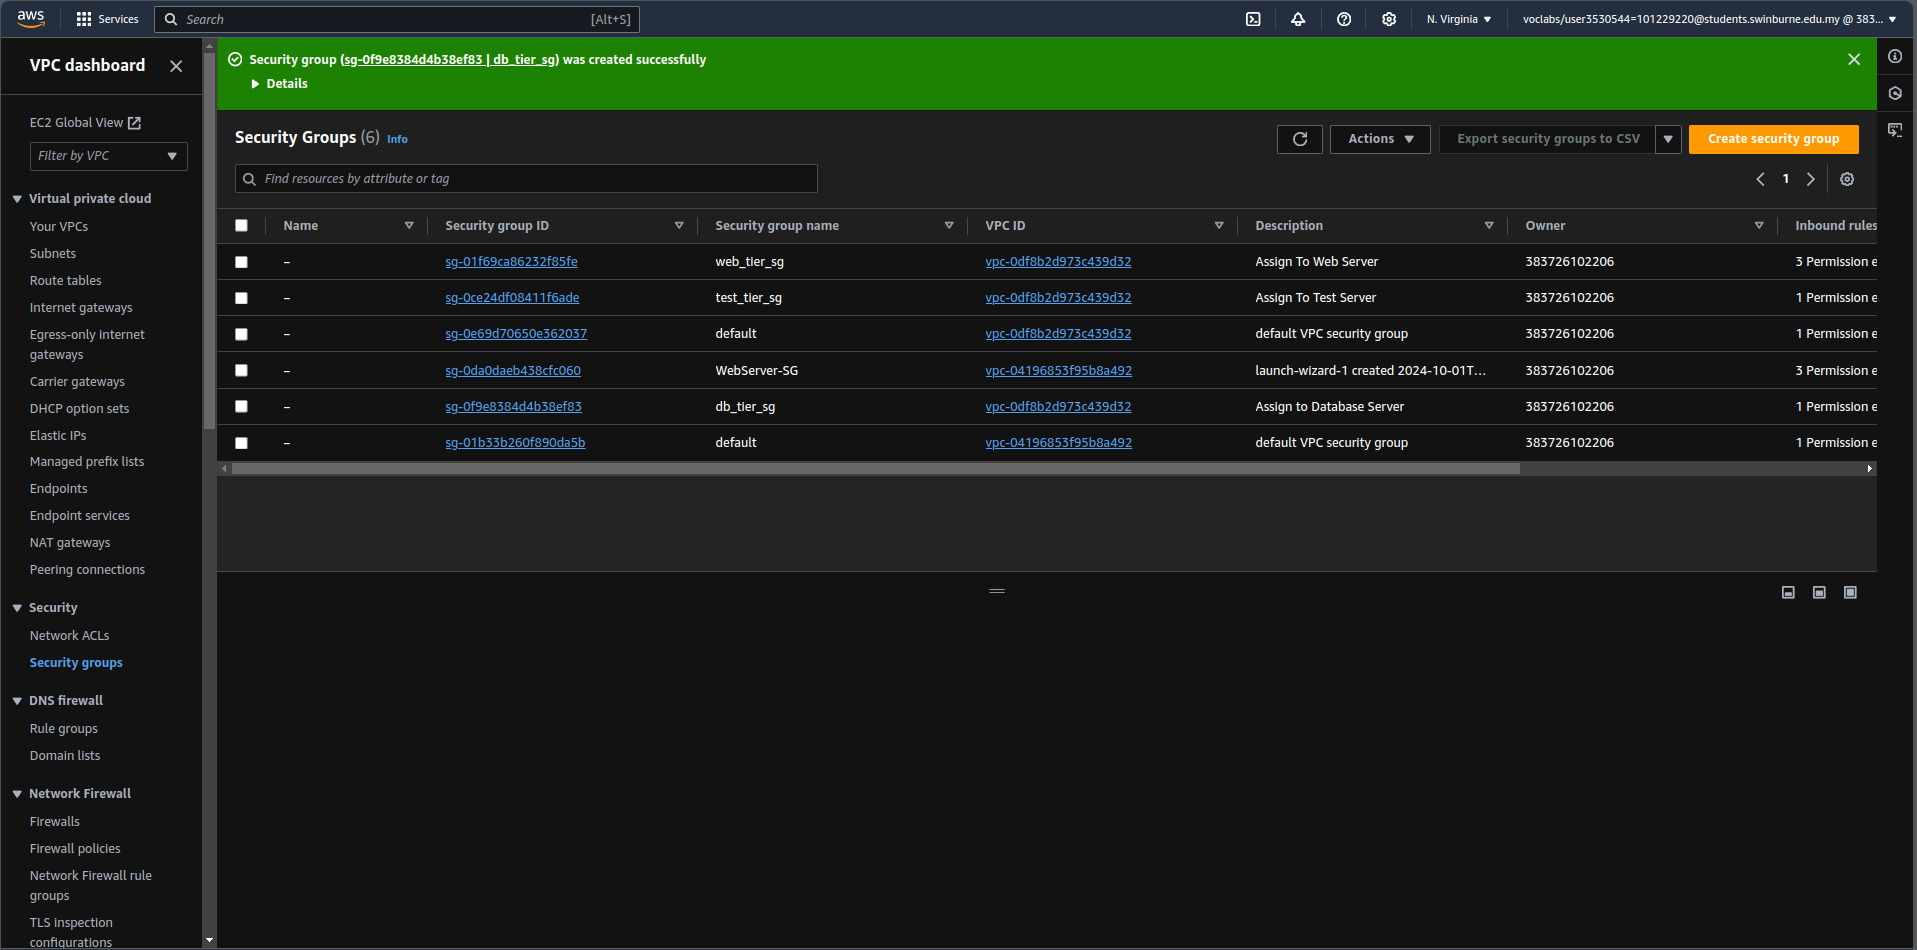 aws
Services
Search [Alt+S]
N. Virginia
voclabs/user3530544=101229220@students.swinburne.edu.my @ 383...
VPC dashboard
EC2 Global View
Filter by VPC
Virtual private cloud
Your VPCs
Subnets
Route tables
Internet gateways
Egress-only internet
gateways
Carrier gateways
DHCP option sets
Elastic IPs
Managed prefix lists
Endpoints
Endpoint services
NAT gateways
Peering connections
Security
Network ACLs
Security groups
DNS firewall
Rule groups
Domain lists
Network Firewall
Firewalls
Firewall policies
Network Firewall rule
groups
TLS inspection
configurations
Security group (sg-0f9e8384d4b38ef83 | db_tier_sg) was created successfully
Details
Security Groups (6) Info
Actions
Export security groups to CSV
Create security group
Find resources by attribute or tag
1
Name Security group ID Security group name VPC ID Description Owner Inbound rules
– sg-01f69ca86232f85fe web_tier_sg vpc-0df8b2d973c439d32 Assign To Web Server 383726102206 3 Permission e
– sg-0ce24df08411f6ade test_tier_sg vpc-0df8b2d973c439d32 Assign To Test Server 383726102206 1 Permission e
– sg-0e69d70650e362037 default vpc-0df8b2d973c439d32 default VPC security group 383726102206 1 Permission e
– sg-0da0daeb438cfc060 WebServer-SG vpc-04196853f95b8a492 launch-wizard-1 created 2024-10-01T... 383726102206 3 Permission e
– sg-0f9e8384d4b38ef83 db_tier_sg vpc-0df8b2d973c439d32 Assign to Database Server 383726102206 1 Permission e
– sg-01b33b260f890da5b default vpc-04196853f95b8a492 default VPC security group 383726102206 1 Permission e